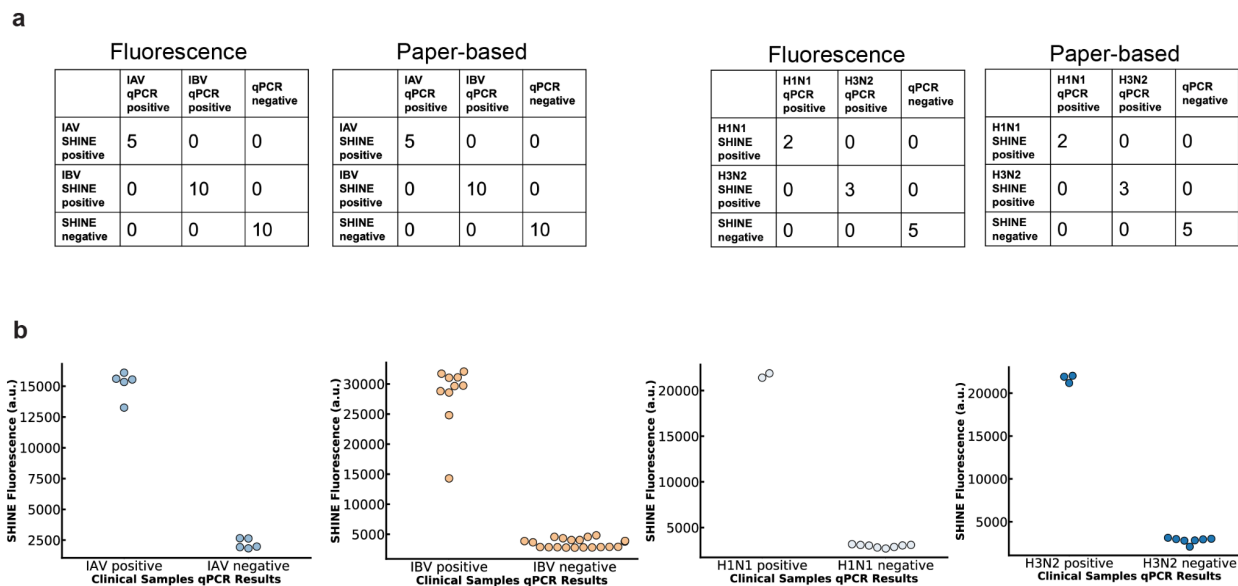 a
Fluorescence
IAV
qPCR
positive
IBV
qPCR
positive
qPCR
negative
IAV
SHINE
positive
5 0 0
IBV
SHINE
positive
0 10 0
SHINE
negative
0 0 10
Paper-based
IAV
qPCR
positive
IBV
qPCR
positive
qPCR
negative
IAV
SHINE
positive
5 0 0
IBV
SHINE
positive
0 10 0
SHINE
negative
0 0 10
Fluorescence
H1N1
qPCR
positive
H3N2
qPCR
positive
qPCR
negative
H1N1
SHINE
positive
2 0 0
H3N2
SHINE
positive
0 3 0
SHINE
negative
0 0 5
Paper-based
H1N1
qPCR
positive
H3N2
qPCR
positive
qPCR
negative
H1N1
SHINE
positive
2 0 0
H3N2
SHINE
positive
0 3 0
SHINE
negative
0 0 5
b
SHINE Fluorescence (a.u.)
15000
12500
10000
7500
5000
2500
IAV positive IAV negative
Clinical Samples qPCR Results
SHINE Fluorescence (a.u.)
30000
25000
20000
15000
10000
5000
IBV positive IBV negative
Clinical Samples qPCR Results
SHINE Fluorescence (a.u.)
20000
15000
10000
5000
H1N1 positive H1N1 negative
Clinical Samples qPCR Results
SHINE Fluorescence (a.u.)
20000
15000
10000
5000
H3N2 positive H3N2 negative
Clinical Samples qPCR Results